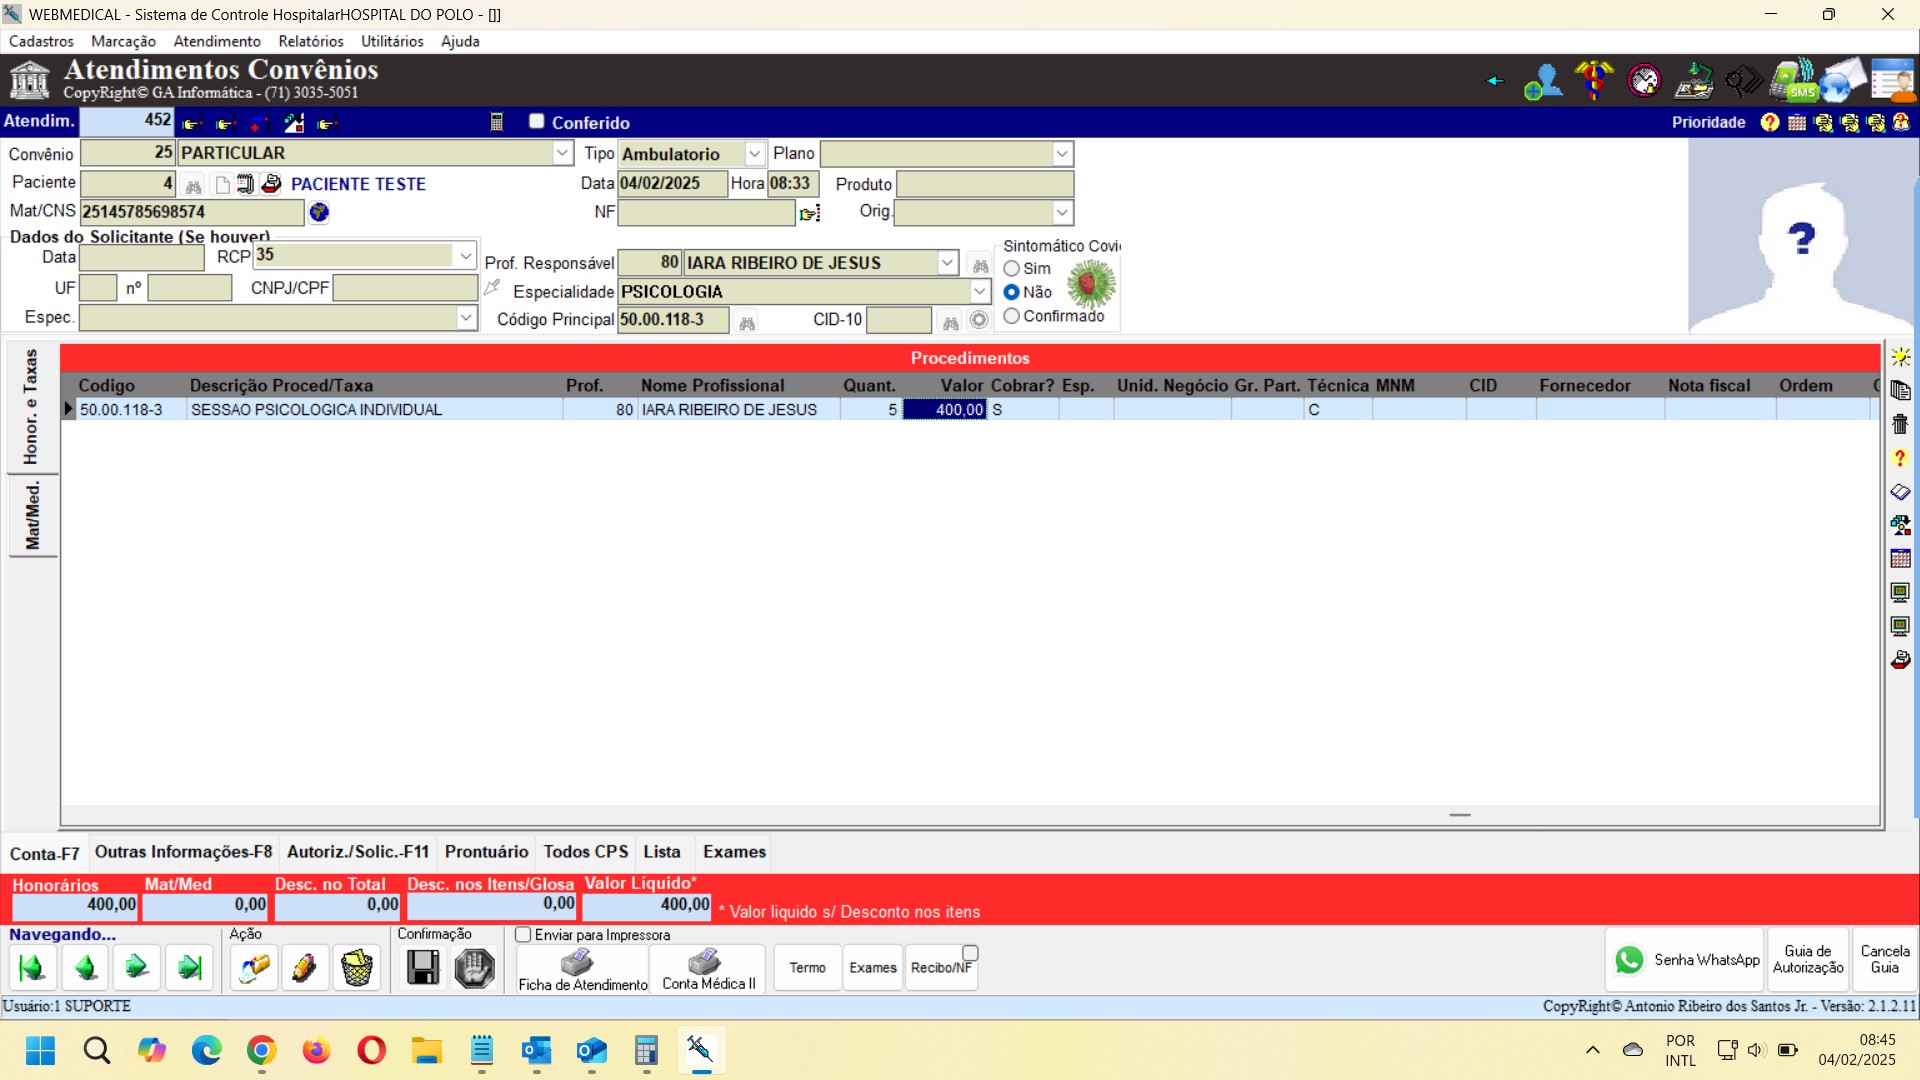 WEBMEDICAL - Sistema de Controle HospitalarHOSPITAL DO POLO - []]
Cadastros Marcação Atendimento Relatórios Utilitários Ajuda
Atendimentos Convênios
CopyRight© GA Informática - (71) 3035-5051
SMS
Atendim. 452 Conferido Prioridade
Convênio 25 PARTICULAR Tipo Ambulatorio Plano
Paciente 4 PACIENTE TESTE Data 04/02/2025 Hora 08:33 Produto
Mat/CNS 25145785698574 NF Orig.
Dados do Solicitante (Se houver)
Data RCP 35
UF nº CNPJ/CPF
Espec.
Prof. Responsável 80 IARA RIBEIRO DE JESUS
Especialidade PSICOLOGIA
Código Principal 50.00.118-3 CID-10
Sintomático Covi
Sim
Não
Confirmado
?
Honor. e Taxas
Mat/Med.
Procedimentos
Codigo Descrição Proced/Taxa Prof. Nome Profissional Quant. Valor Cobrar? Esp. Unid. Negócio Gr. Part. Técnica MNM CID Fornecedor Nota fiscal Ordem
50.00.118-3 SESSAO PSICOLOGICA INDIVIDUAL 80 IARA RIBEIRO DE JESUS 5 400,00 S C
Conta-F7 Outras Informações-F8 Autoriz./Solic.-F11 Prontuário Todos CPS Lista Exames
Honorários Mat/Med Desc. no Total Desc. nos Itens/Glosa Valor Líquido*
400,00 0,00 0,00 0,00 400,00 * Valor liquido s/ Desconto nos itens
Navegando... Ação Confirmação Enviar para Impressora
Ficha de Atendimento Conta Médica II Termo Exames Recibo/NF
Senha WhatsApp
Guia de Autorização
Cancela Guia
Usuário:1 SUPORTE CopyRight© Antonio Ribeiro dos Santos Jr. - Versão: 2.1.2.11
POR
INTL
08:45
04/02/2025